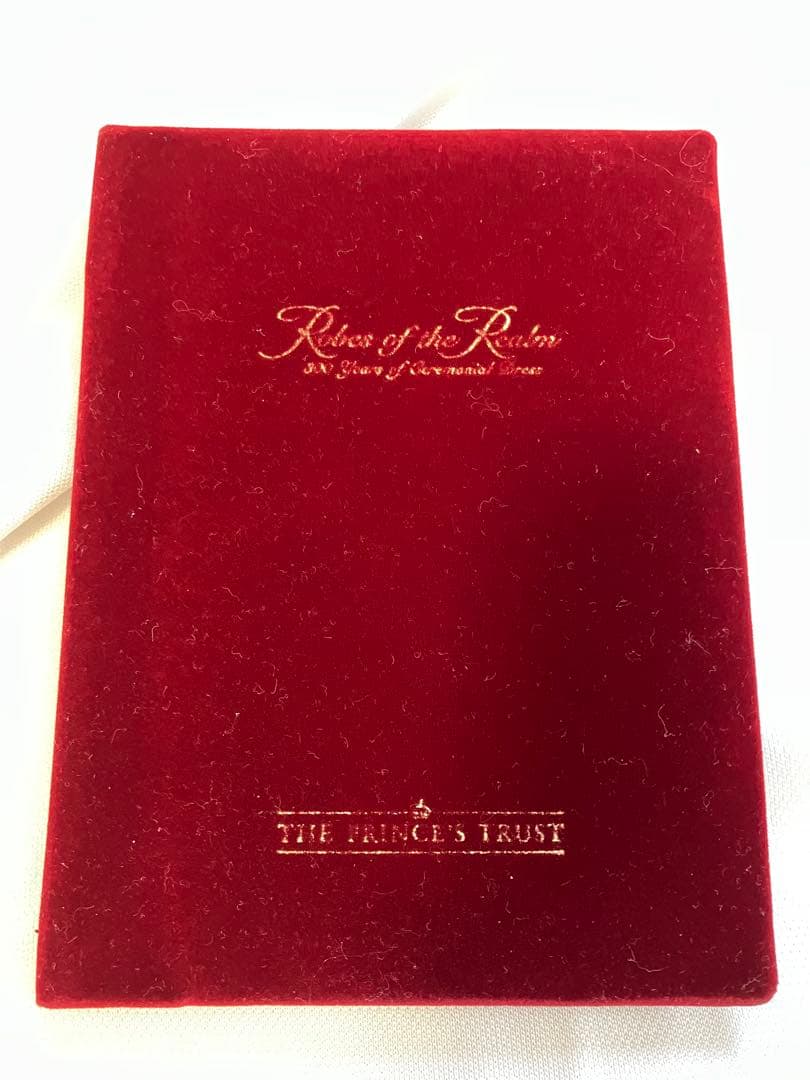 Robes of the Realm
300 Years of Ceremonial Dress
THE PRINCE'S TRUST